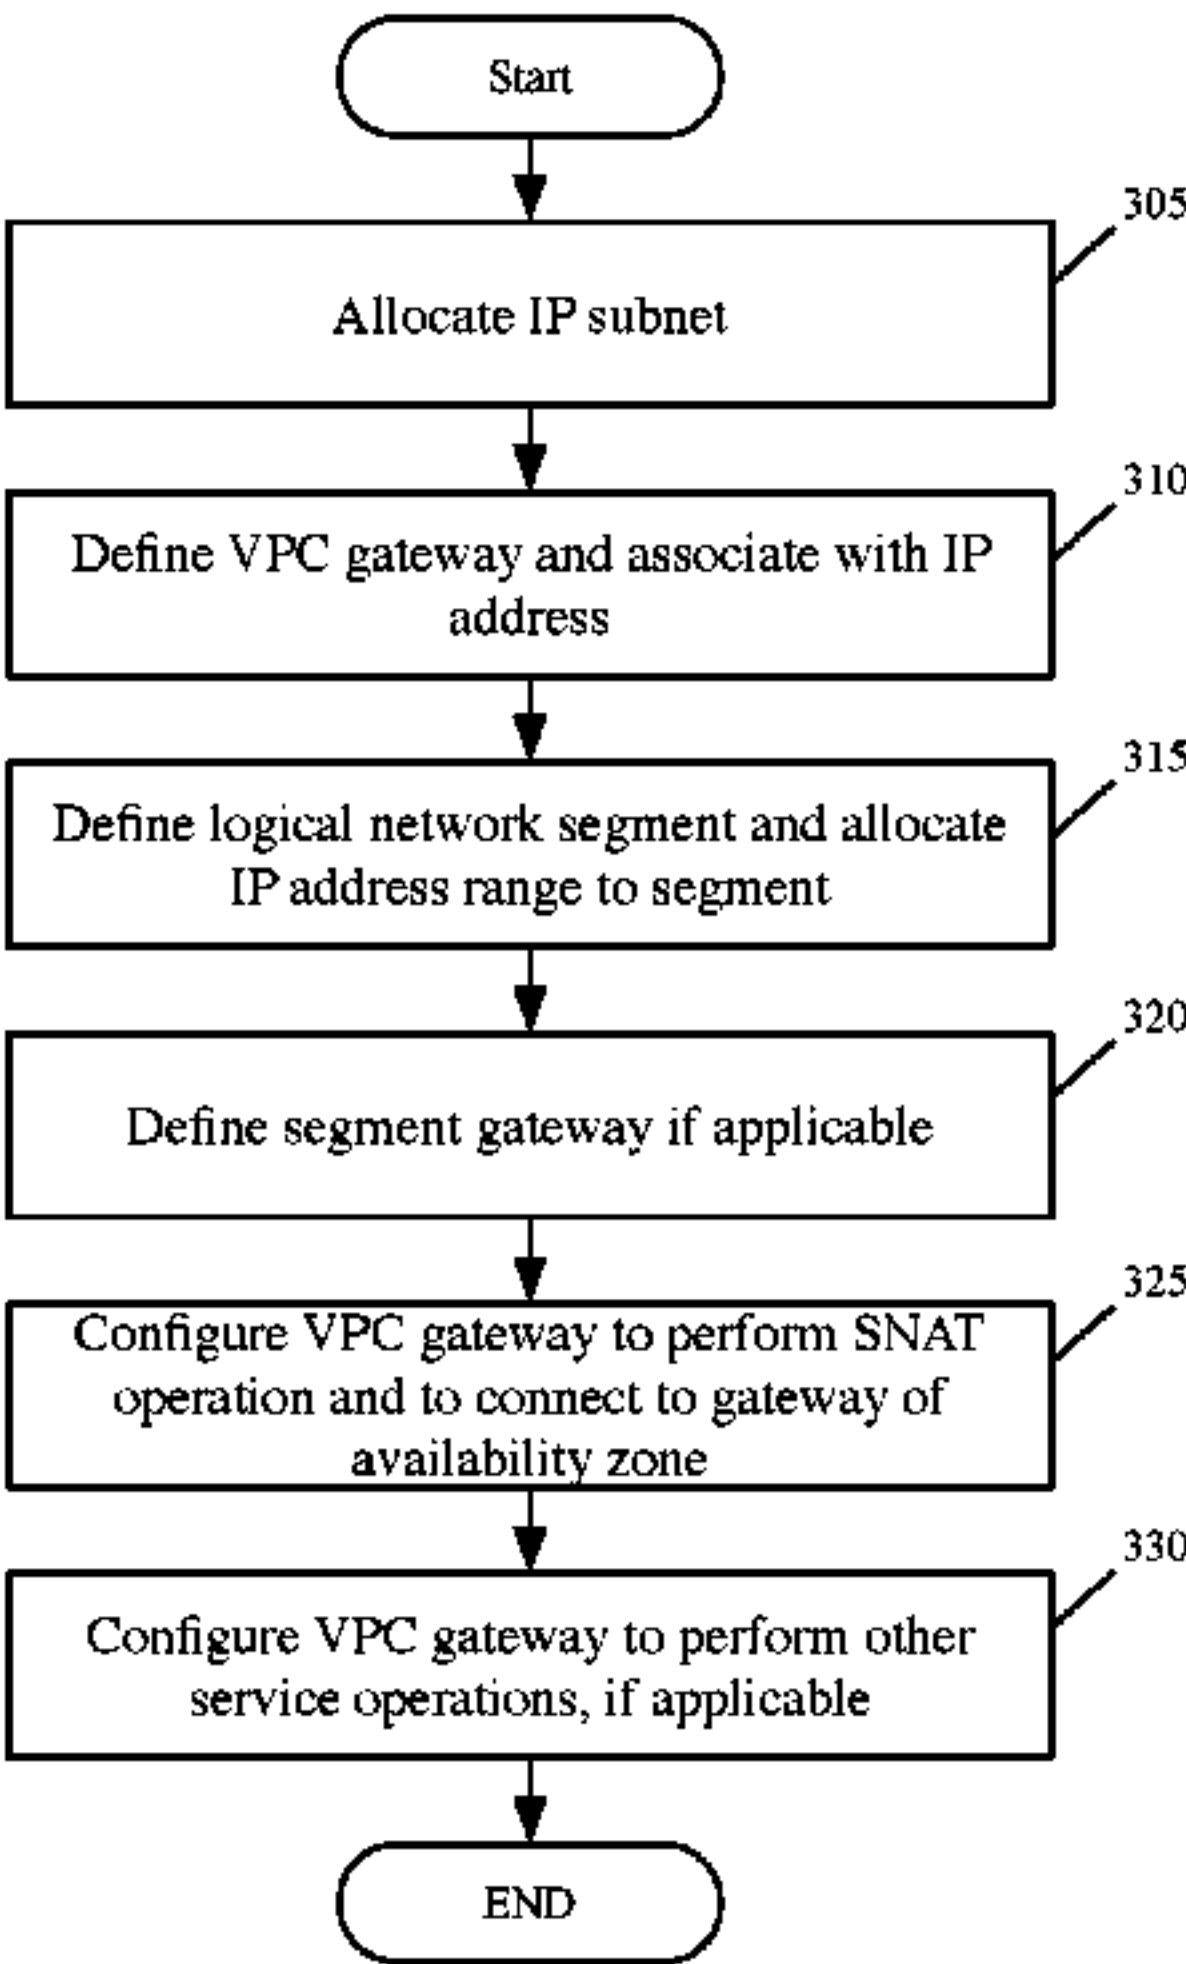 Start
305
Allocate IP subnet
310
Define VPC gateway and associate with IP
address
315
Define logical network segment and allocate
IP address range to segment
320
Define segment gateway if applicable
325
Configure VPC gateway to perform SNAT
operation and to connect to gateway of
availability zone
330
Configure VPC gateway to perform other
service operations, if applicable
END